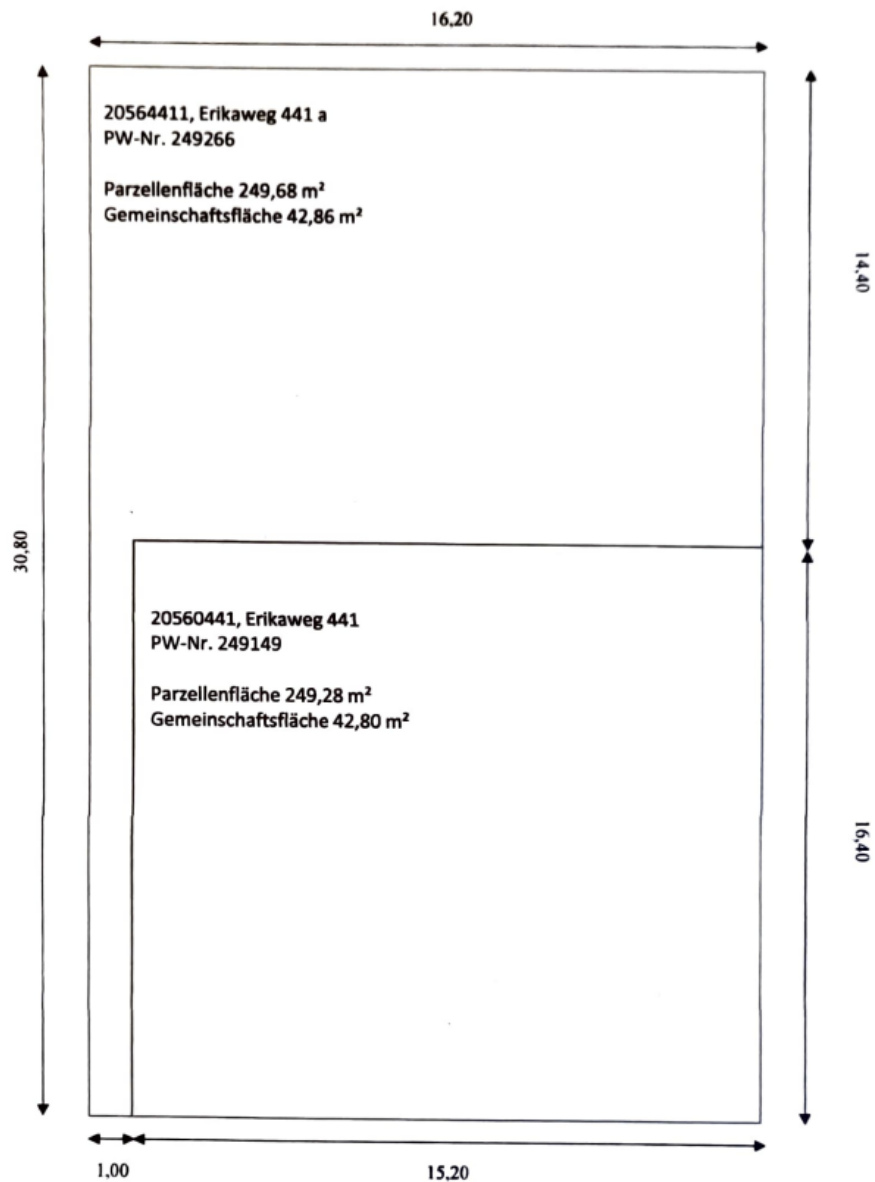 16,20
20564411, Erikaweg 441 a
PW-Nr. 249266
Parzellenfläche 249,68 m²
Gemeinschaftsfläche 42,86 m²
14,40
30,80
20560441, Erikaweg 441
PW-Nr. 249149
Parzellenfläche 249,28 m²
Gemeinschaftsfläche 42,80 m²
16,40
1,00
15,20